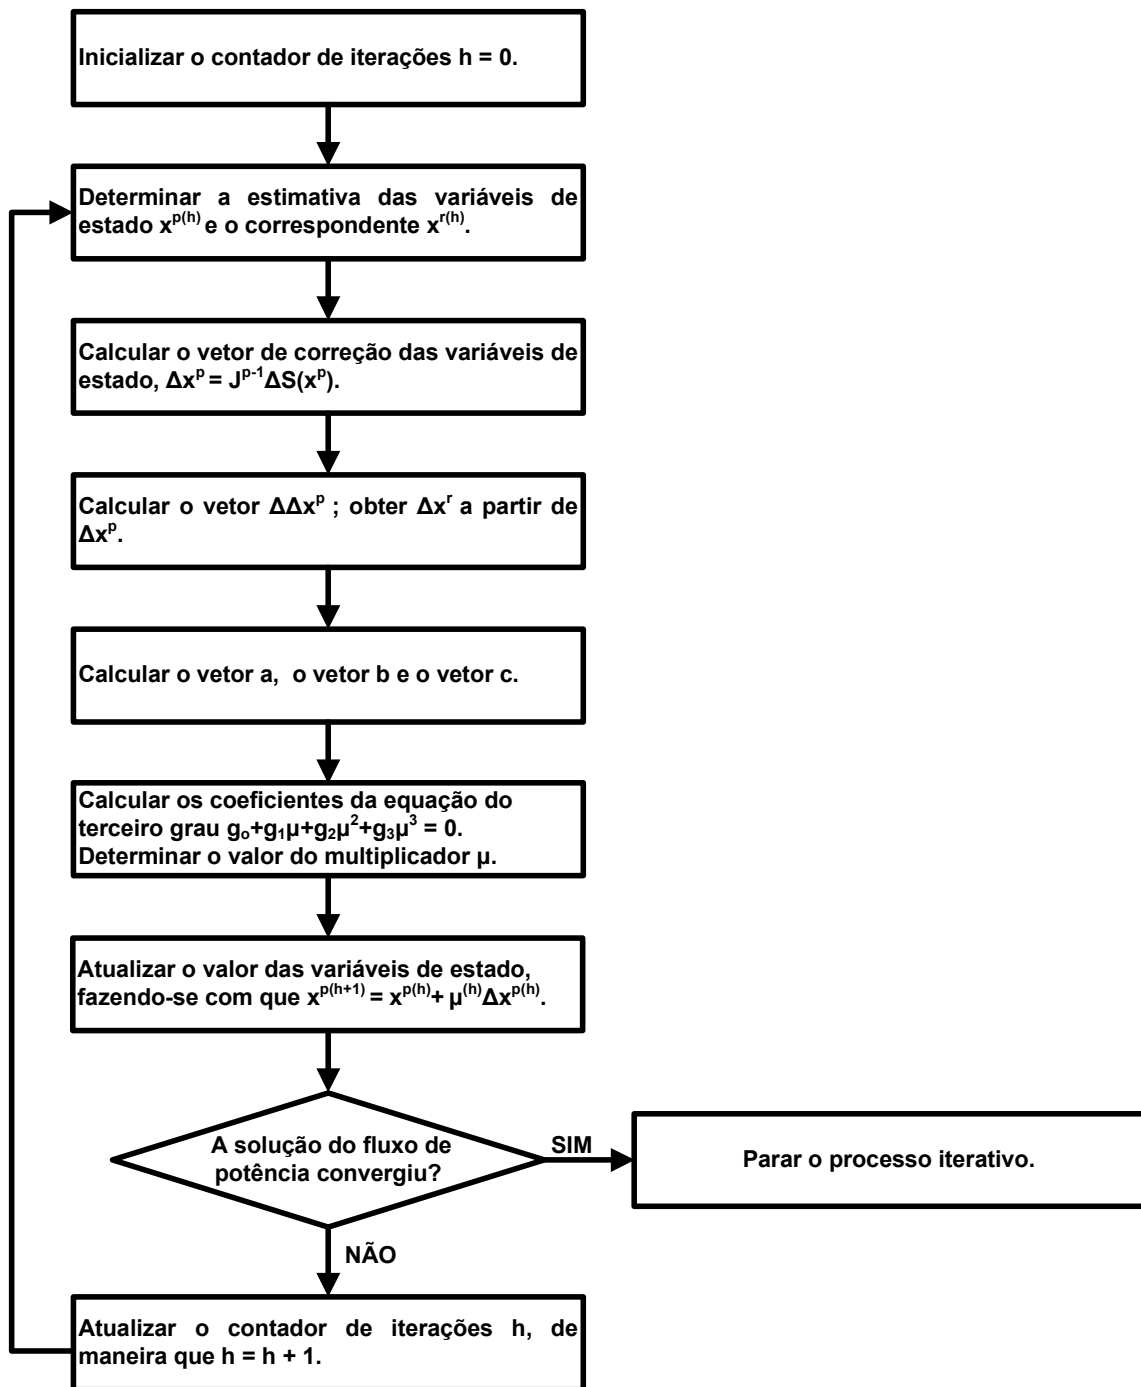 Inicializar o contador de iterações h = 0.
Determinar a estimativa das variáveis de
estado x^p(h) e o correspondente x^r(h).
Calcular o vetor de correção das variáveis de
estado, Δx^p = J^p-1ΔS(x^p).
Calcular o vetor ΔΔx^p ; obter Δx^r a partir de
Δx^p.
Calcular o vetor a, o vetor b e o vetor c.
Calcular os coeficientes da equação do
terceiro grau g₀+g₁μ+g₂μ²+g₃μ³ = 0.
Determinar o valor do multiplicador μ.
Atualizar o valor das variáveis de estado,
fazendo-se com que x^p(h+1) = x^p(h) + μ^(h)Δx^p(h).
A solução do fluxo de
potência convergiu?
SIM
Parar o processo iterativo.
NÃO
Atualizar o contador de iterações h, de
maneira que h = h + 1.